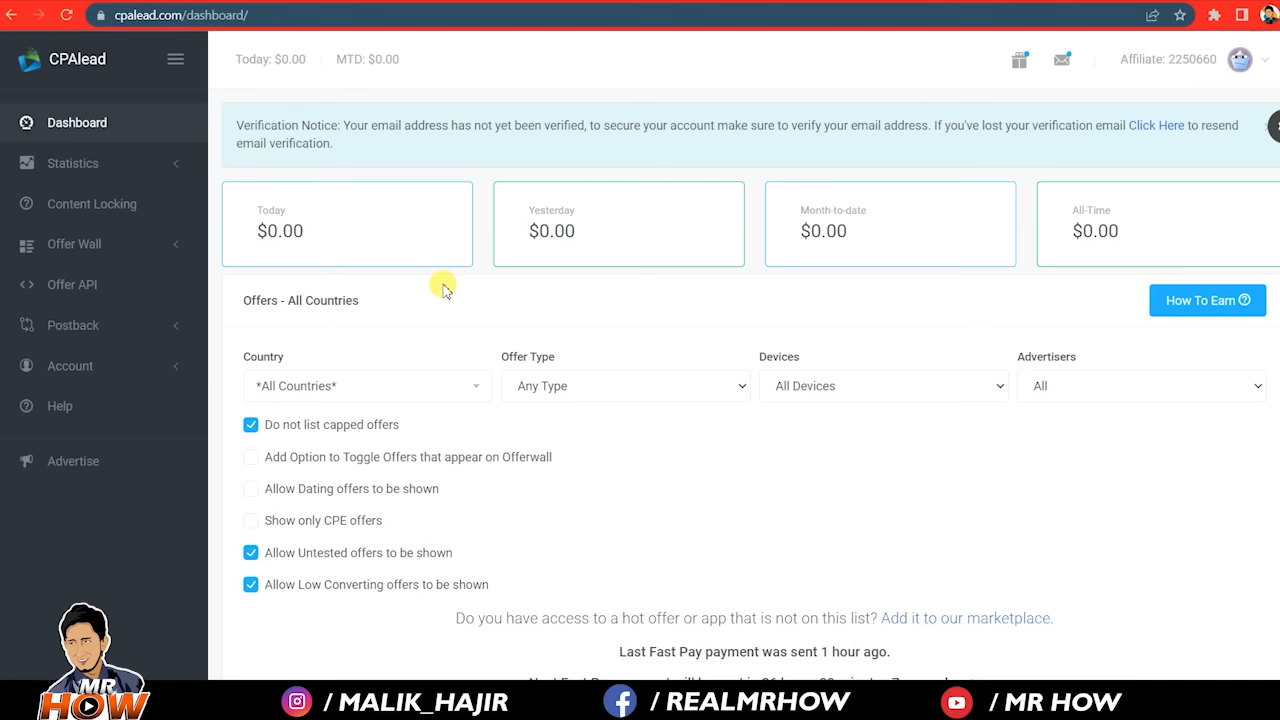 cpalead.com/dashboard/
CPAlead
Today: $0.00
MTD: $0.00
Affiliate: 2250660
Dashboard
Statistics
Content Locking
Offer Wall
Offer API
Postback
Account
Help
Advertise
Verification Notice: Your email address has not yet been verified, to secure your account make sure to verify your email address. If you've lost your verification email Click Here to resend
email verification.
Today
$0.00
Yesterday
$0.00
Month-to-date
$0.00
All-Time
$0.00
Offers - All Countries
How To Earn
Country
Offer Type
Devices
Advertisers
*All Countries*
Any Type
All Devices
All
Do not list capped offers
Add Option to Toggle Offers that appear on Offerwall
Allow Dating offers to be shown
Show only CPE offers
Allow Untested offers to be shown
Allow Low Converting offers to be shown
Do you have access to a hot offer or app that is not on this list? Add it to our marketplace.
Last Fast Pay payment was sent 1 hour ago.
MR
HOW
/ MALIK_HAJIR
/ REALMRHOW
/ MR HOW